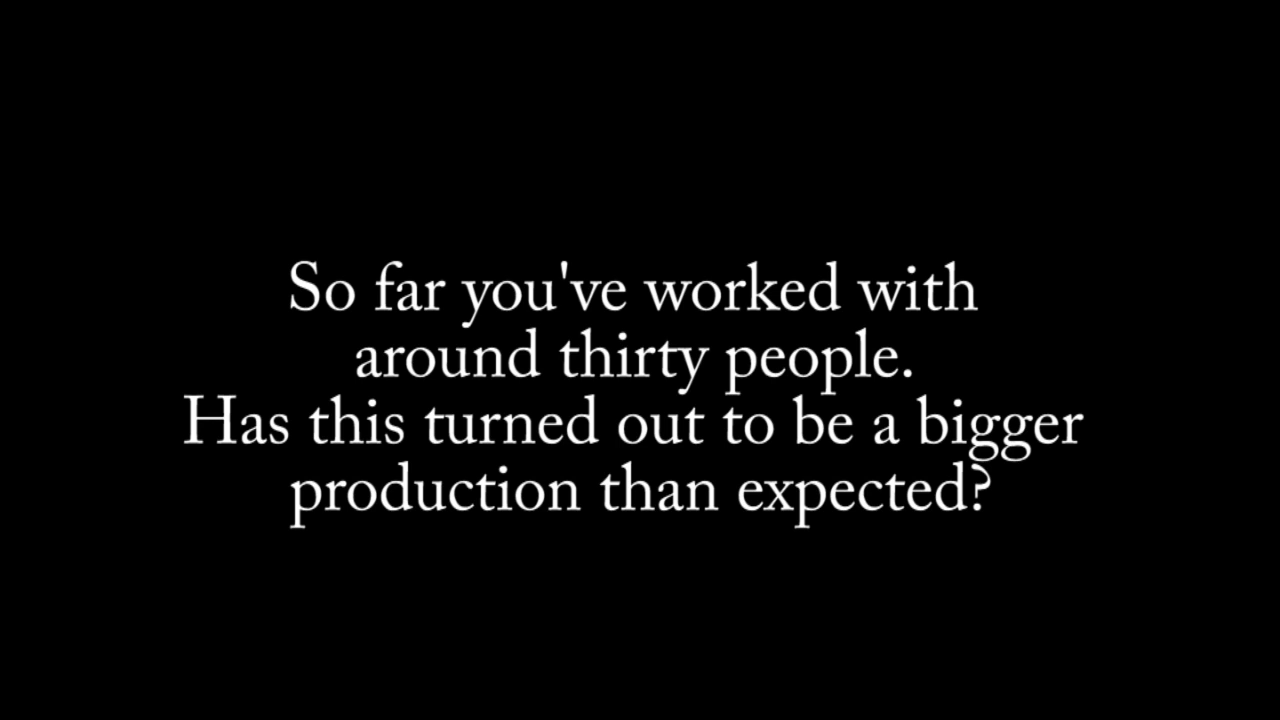 So far you've worked with
around thirty people.
Has this turned out to be a bigger
production than expected?